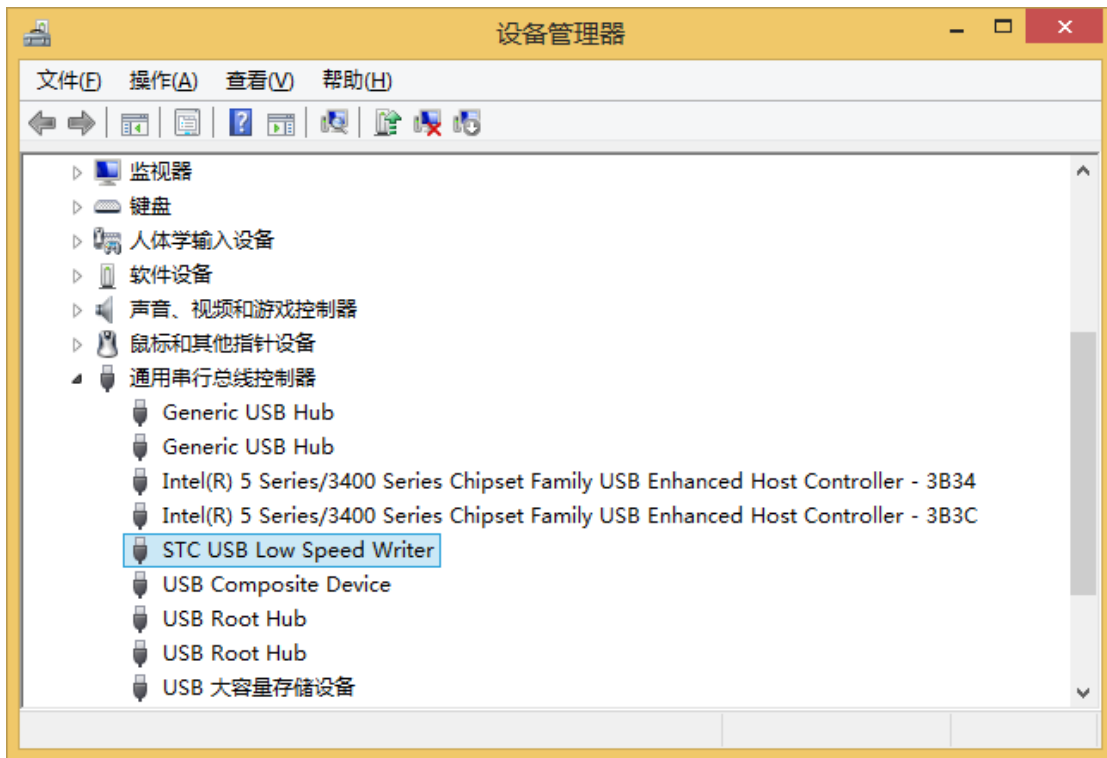 设备管理器
文件(F) 操作(A) 查看(V) 帮助(H)
监视器
键盘
人体学输入设备
软件设备
声音、视频和游戏控制器
鼠标和其他指针设备
通用串行总线控制器
Generic USB Hub
Generic USB Hub
Intel(R) 5 Series/3400 Series Chipset Family USB Enhanced Host Controller - 3B34
Intel(R) 5 Series/3400 Series Chipset Family USB Enhanced Host Controller - 3B3C
STC USB Low Speed Writer
USB Composite Device
USB Root Hub
USB Root Hub
USB 大容量存储设备